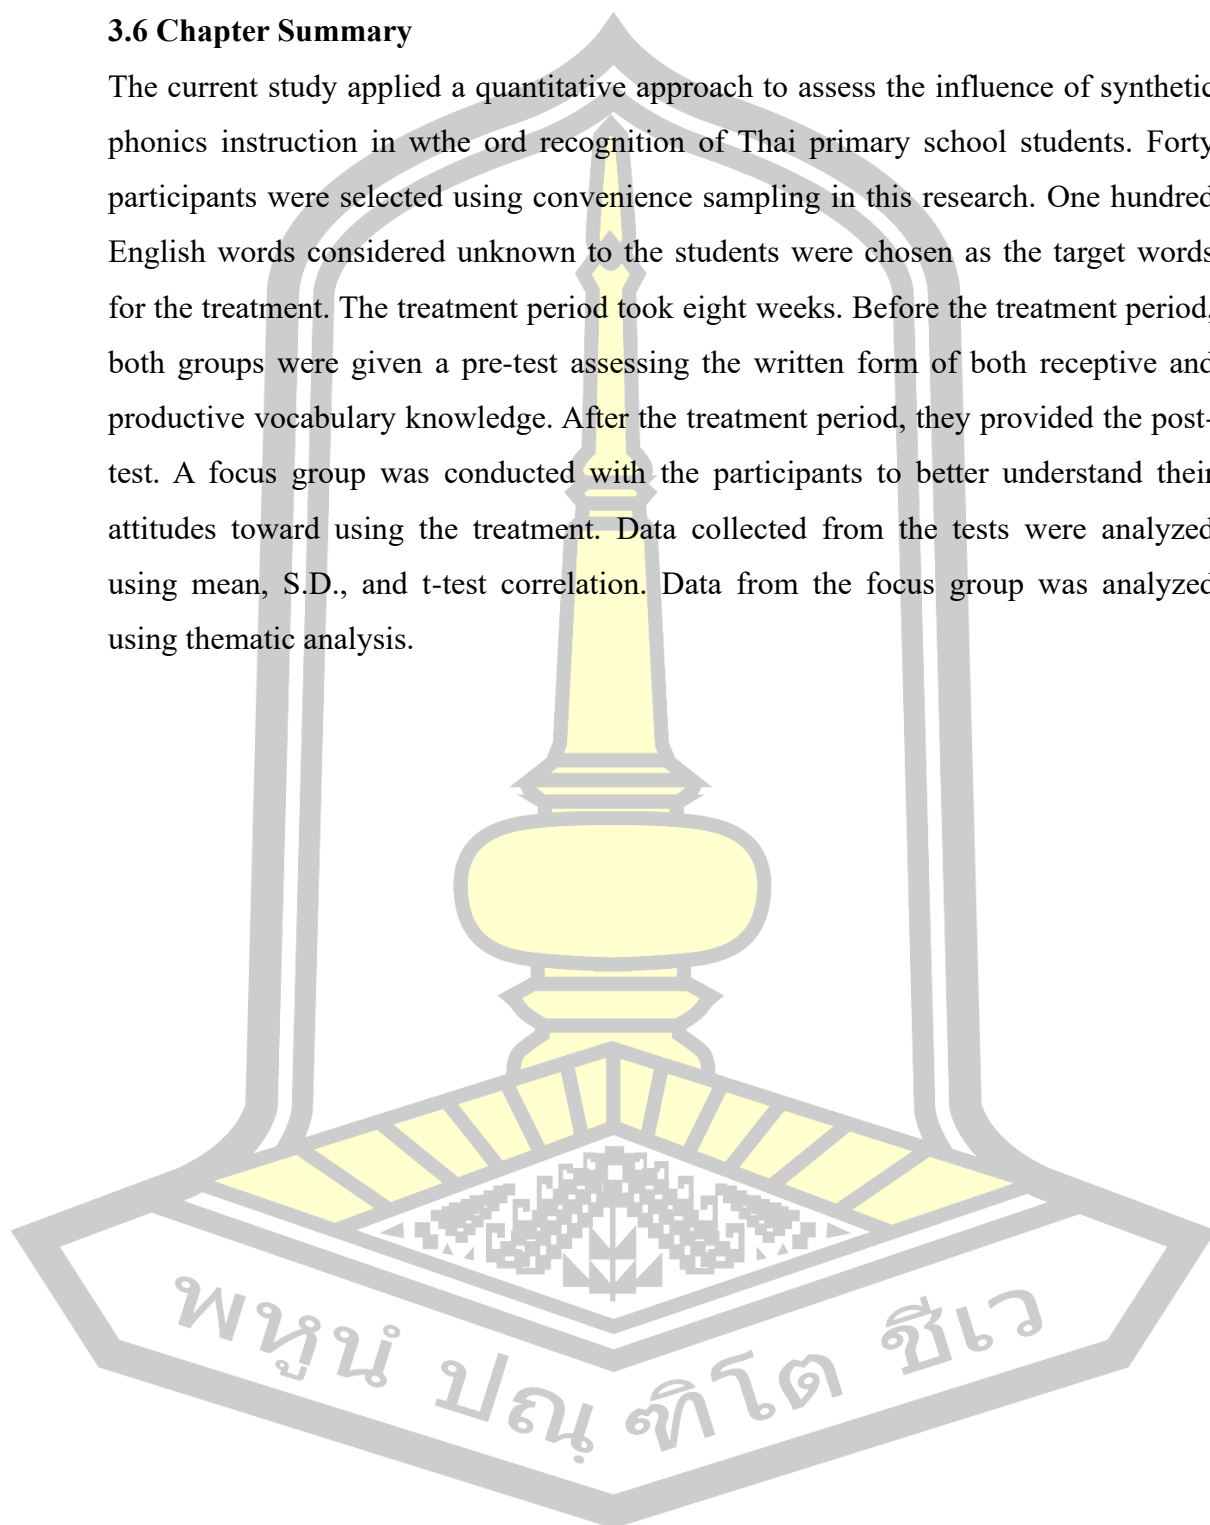 3.6 Chapter Summary
The current study applied a quantitative approach to assess the influence of synthetic
phonics instruction in wthe ord recognition of Thai primary school students. Forty
participants were selected using convenience sampling in this research. One hundred
English words considered unknown to the students were chosen as the target words
for the treatment. The treatment period took eight weeks. Before the treatment period,
both groups were given a pre-test assessing the written form of both receptive and
productive vocabulary knowledge. After the treatment period, they provided the post-
test. A focus group was conducted with the participants to better understand their
attitudes toward using the treatment. Data collected from the tests were analyzed
using mean, S.D., and t-test correlation. Data from the focus group was analyzed
using thematic analysis.
พหูนํ ปณฺฑิโต ชีเว